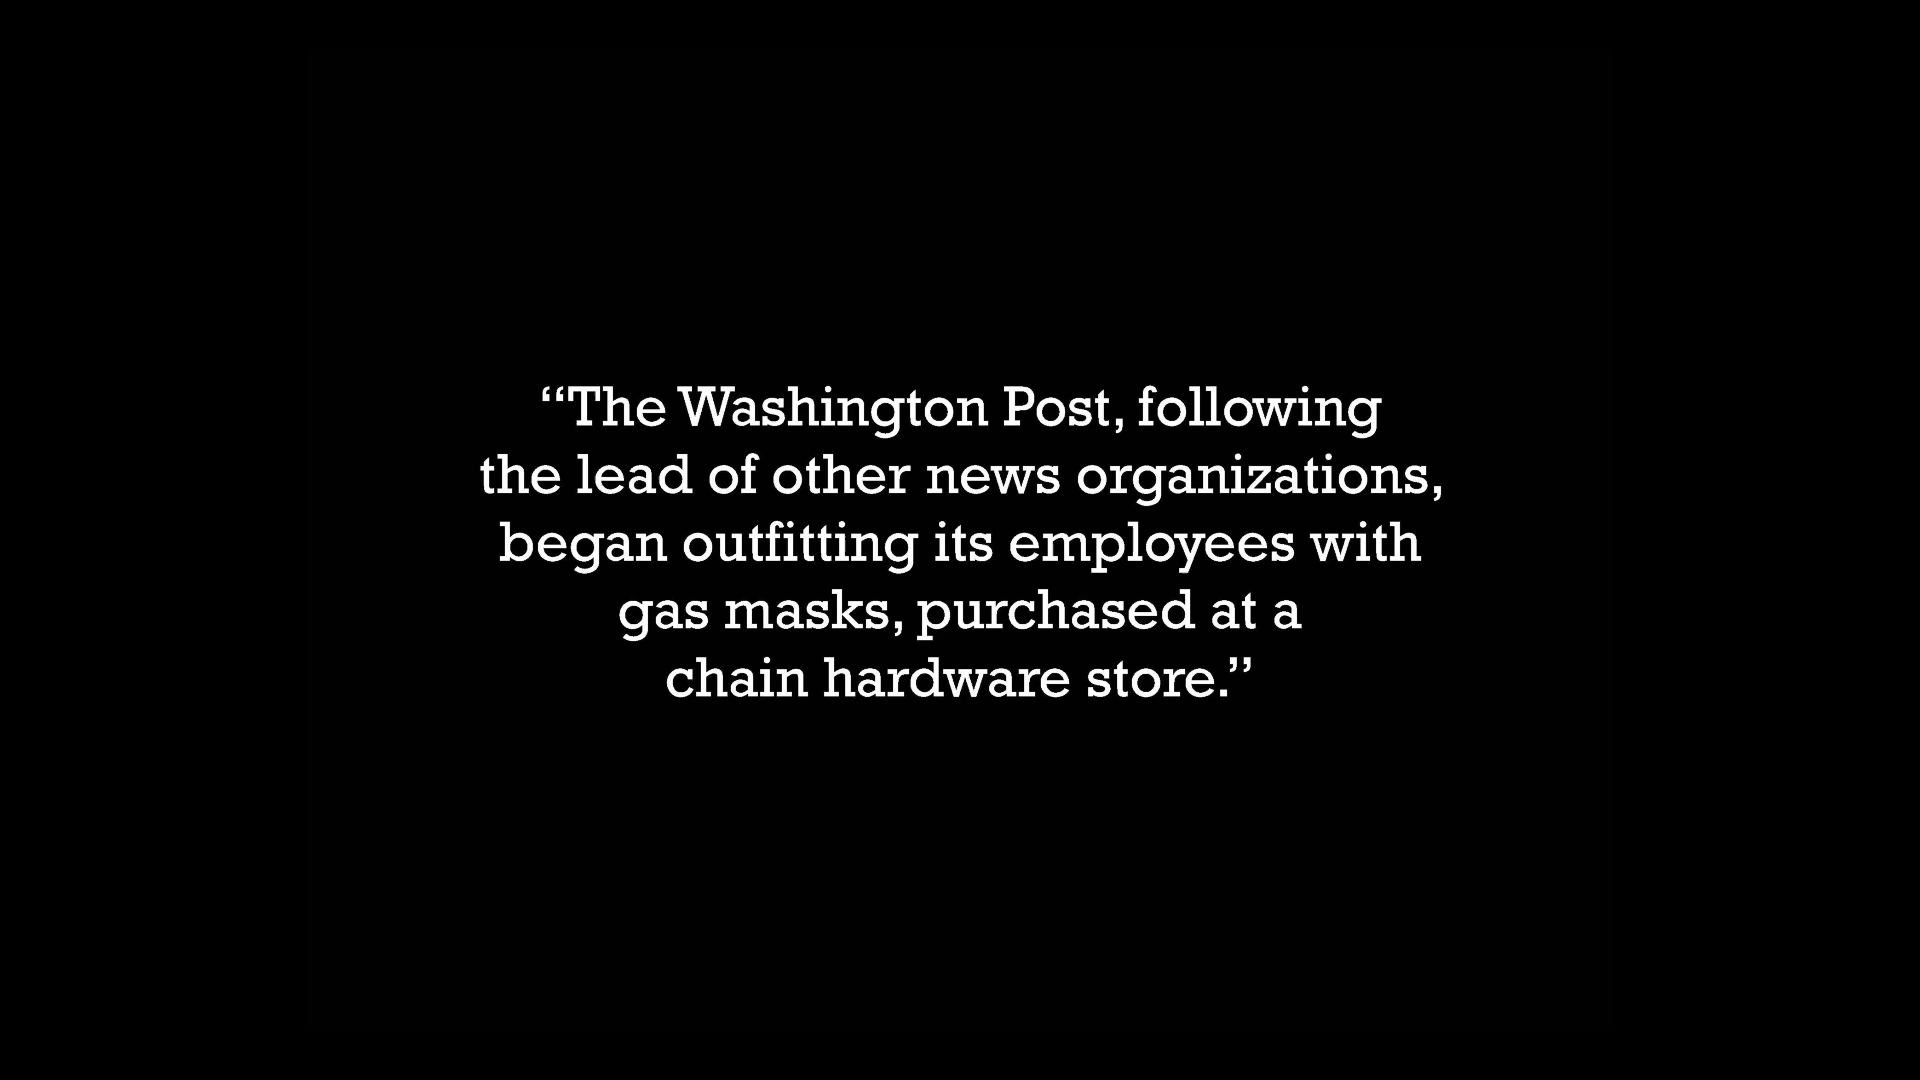 “The Washington Post, following
the lead of other news organizations,
began outfitting its employees with
gas masks, purchased at a
chain hardware store.”